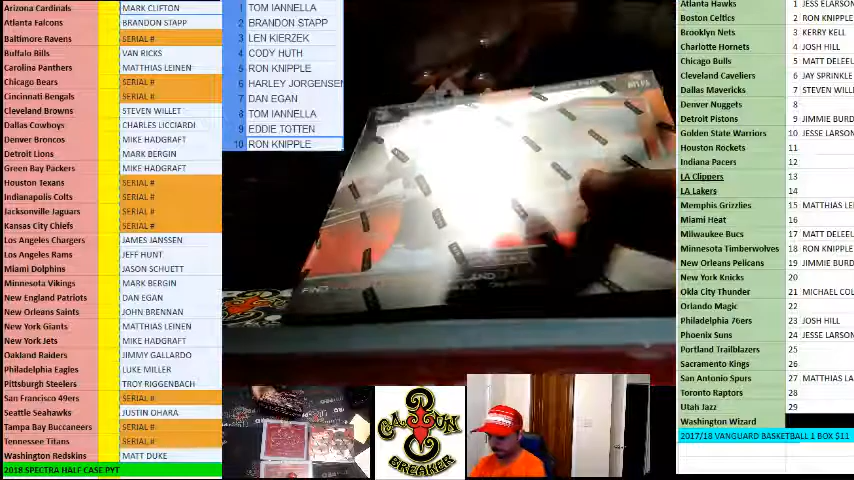 Arizona Cardinals MARK CLIFTON
Atlanta Falcons BRANDON STAPP
Baltimore Ravens SERIAL #
Buffalo Bills VAN RICKS
Carolina Panthers MATTHIAS LEINEN
Chicago Bears SERIAL #
Cincinnati Bengals SERIAL #
Cleveland Browns STEVEN WILLET
Dallas Cowboys CHARLES LICCIARDI
Denver Broncos MIKE HADGRAFT
Detroit Lions MARK BERGIN
Green Bay Packers MIKE HADGRAFT
Houston Texans SERIAL #
Indianapolis Colts SERIAL #
Jacksonville Jaguars SERIAL #
Kansas City Chiefs SERIAL #
Los Angeles Chargers JAMES JANSSEN
Los Angeles Rams JEFF HUNT
Miami Dolphins JASON SCHUETT
Minnesota Vikings MARK BERGIN
New England Patriots DAN EGAN
New Orleans Saints JOHN BRENNAN
New York Giants MATTHIAS LEINEN
New York Jets MIKE HADGRAFT
Oakland Raiders JIMMY GALLARDO
Philadelphia Eagles LUKE MILLER
Pittsburgh Steelers TROY RIGGENBACH
San Francisco 49ers SERIAL #
Seattle Seahawks JUSTIN OHARA
Tampa Bay Buccaneers SERIAL #
Tennessee Titans SERIAL #
Washington Redskins MATT DUKE
2018 SPECTRA HALF CASE PYT
1 TOM IANNELLA
2 BRANDON STAPP
3 LEN KIERZEK
4 CODY HUTH
5 RON KNIPPLE
6 HARLEY JORGENSEN
7 DAN EGAN
8 TOM IANNELLA
9 EDDIE TOTTEN
10 RON KNIPPLE
CAJUN
BREAKER
Atlanta Hawks 1 JESS ELARSON
Boston Celtics 2 RON KNIPPLE
Brooklyn Nets 3 KERRY KELL
Charlotte Hornets 4 JOSH HILL
Chicago Bulls 5 MATT DELEEU
Cleveland Cavaliers 6 JAY SPRINKLE
Dallas Mavericks 7 STEVEN WILL
Denver Nuggets 8
Detroit Pistons 9 JIMMIE BURD
Golden State Warriors 10 JESSE LARSON
Houston Rockets 11
Indiana Pacers 12
LA Clippers 13
LA Lakers 14
Memphis Grizzlies 15 MATTHIAS LE
Miami Heat 16
Milwaukee Bucs 17 MATT DELEEU
Minnesota Timberwolves 18 RON KNIPPLE
New Orleans Pelicans 19 JIMMIE BURD
New York Knicks 20
Okla City Thunder 21 MICHAEL COL
Orlando Magic 22
Philadelphia 76ers 23 JOSH HILL
Phoenix Suns 24 JESSE LARSON
Portland Trailblazers 25
Sacramento Kings 26
San Antonio Spurs 27 MATTHIAS LA
Toronto Raptors 28
Utah Jazz 29
Washington Wizard
2017/18 VANGUARD BASKETBALL 1 BOX $11